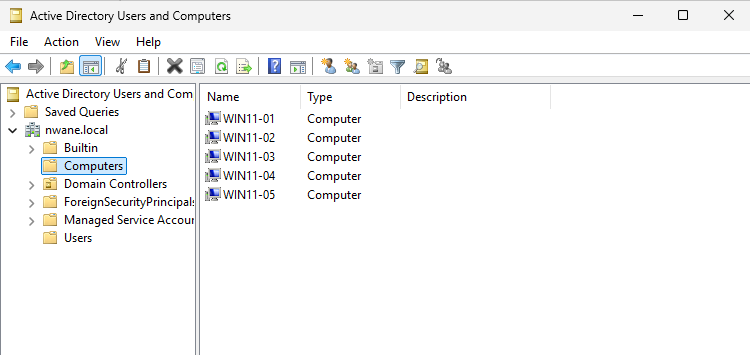 Active Directory Users and Computers
File Action View Help
Active Directory Users and Com
Saved Queries
nwane.local
Builtin
Computers
Domain Controllers
ForeignSecurityPrincipals
Managed Service Accour
Users
Name Type Description
WIN11-01 Computer
WIN11-02 Computer
WIN11-03 Computer
WIN11-04 Computer
WIN11-05 Computer